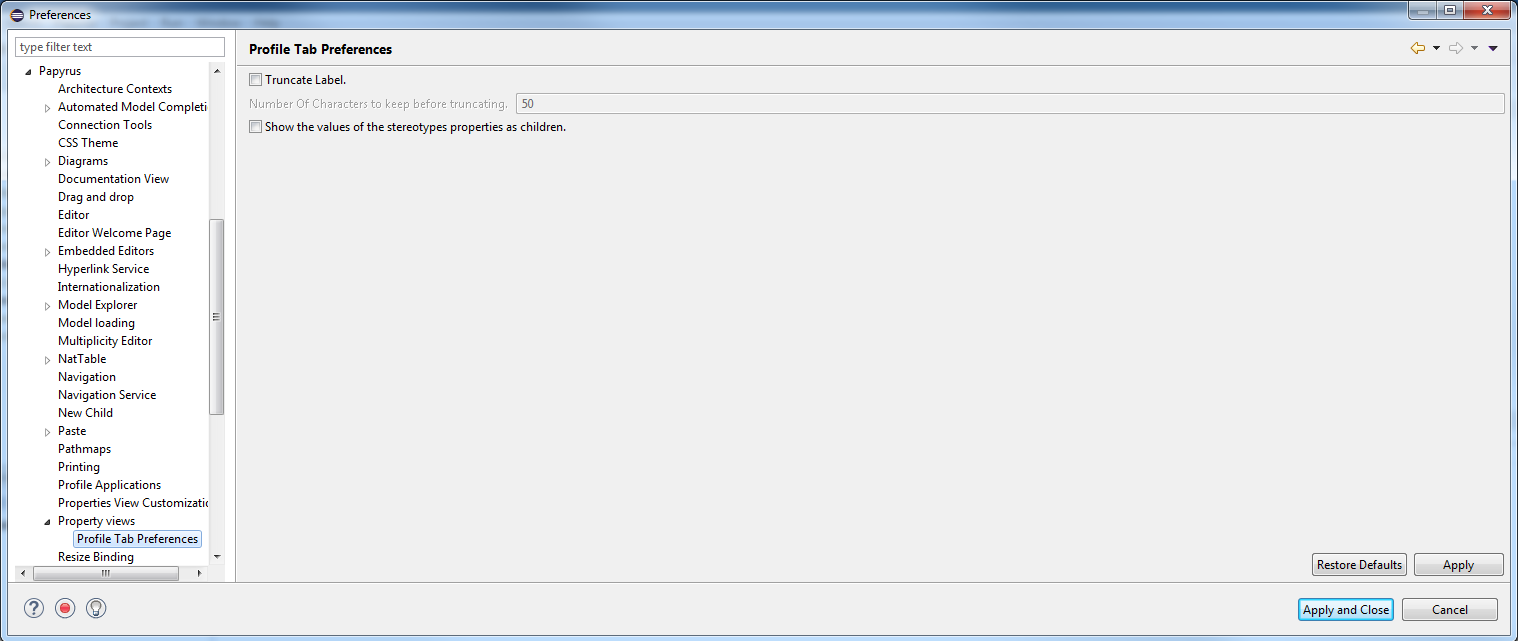 Preferences
type filter text
Papyrus
Architecture Contexts
Automated Model Completi
Connection Tools
CSS Theme
Diagrams
Documentation View
Drag and drop
Editor
Editor Welcome Page
Embedded Editors
Hyperlink Service
Internationalization
Model Explorer
Model loading
Multiplicity Editor
NatTable
Navigation
Navigation Service
New Child
Paste
Pathmaps
Printing
Profile Applications
Properties View Customizatio
Property views
Profile Tab Preferences
Resize Binding
Profile Tab Preferences
Truncate Label.
Number Of Characters to keep before truncating. 50
Show the values of the stereotypes properties as children.
Restore Defaults Apply
Apply and Close Cancel